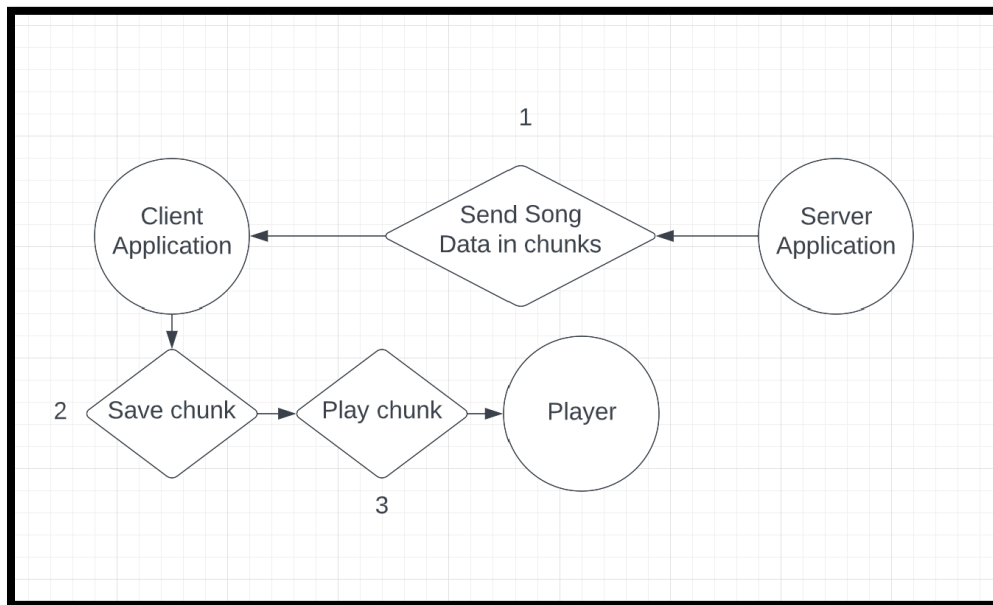 1
Client
Application
Send Song
Data in chunks
Server
Application
2
Save chunk
Play chunk
Player
3